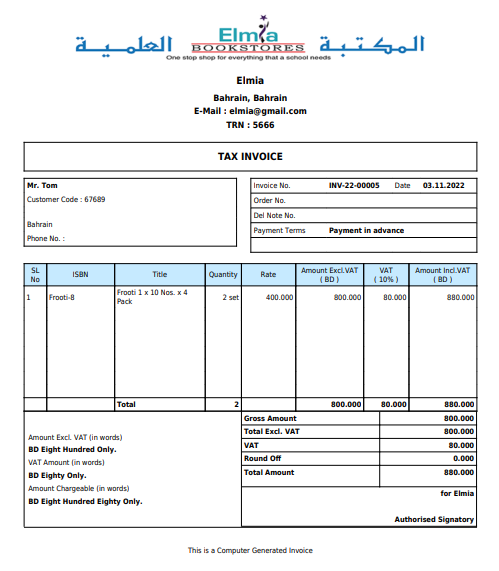 المكتبة العلمية
Elmia
BOOKSTORES
One stop shop for everything that a school needs
Elmia
Bahrain, Bahrain
E-Mail : elmia@gmail.com
TRN : 5666
TAX INVOICE
Mr. Tom
Customer Code : 67689
Bahrain
Phone No. :
Invoice No. INV-22-00005 Date 03.11.2022
Order No.
Del Note No.
Payment Terms Payment in advance
SL No ISBN Title Quantity Rate Amount Excl.VAT ( BD ) VAT ( 10% ) Amount Incl.VAT ( BD )
1 Frooti-8 Frooti 1 x 10 Nos. x 4 Pack 2 set 400.000 800.000 80.000 880.000
Total 2 800.000 80.000 880.000
Gross Amount 800.000
Total Excl. VAT 800.000
VAT 80.000
Round Off 0.000
Total Amount 880.000
Amount Excl. VAT (in words)
BD Eight Hundred Only.
VAT Amount (in words)
BD Eighty Only.
Amount Chargeable (in words)
BD Eight Hundred Eighty Only.
for Elmia
Authorised Signatory
This is a Computer Generated Invoice